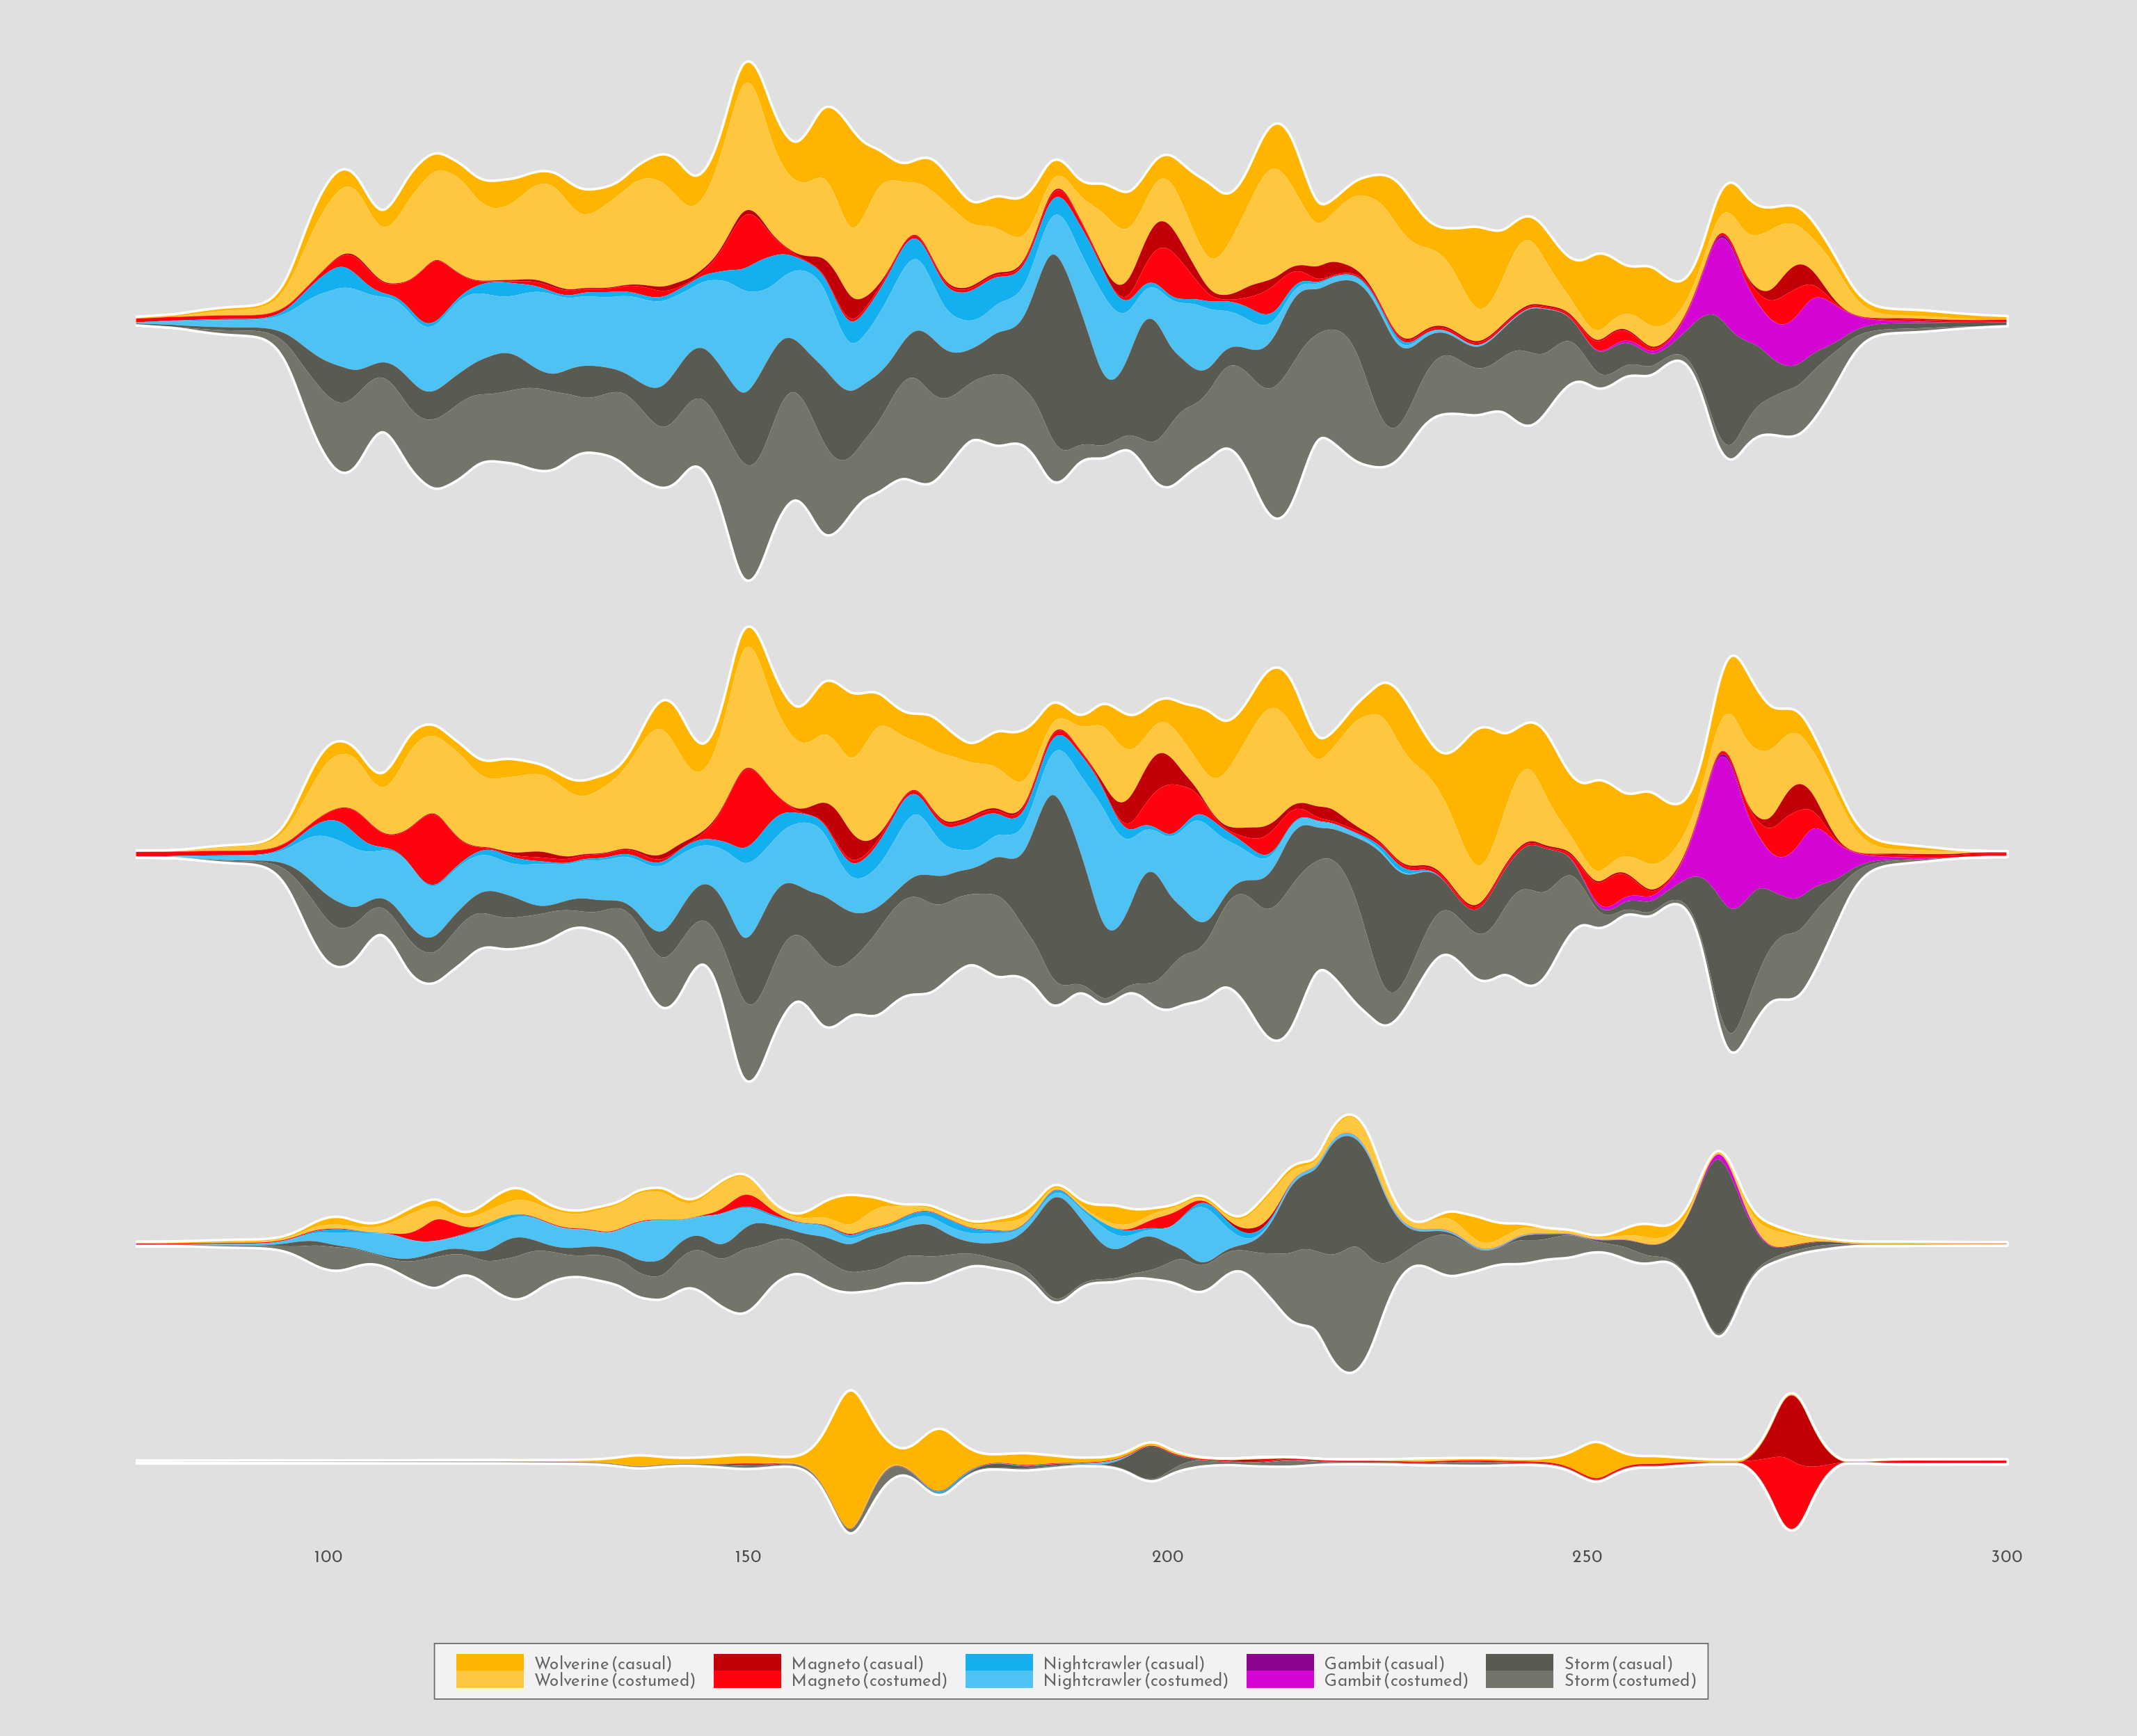 100 150 200 250 300
Wolverine (casual) Magneto (casual) Nightcrawler (casual) Gambit (casual) Storm (casual)
Wolverine (costumed) Magneto (costumed) Nightcrawler (costumed) Gambit (costumed) Storm (costumed)